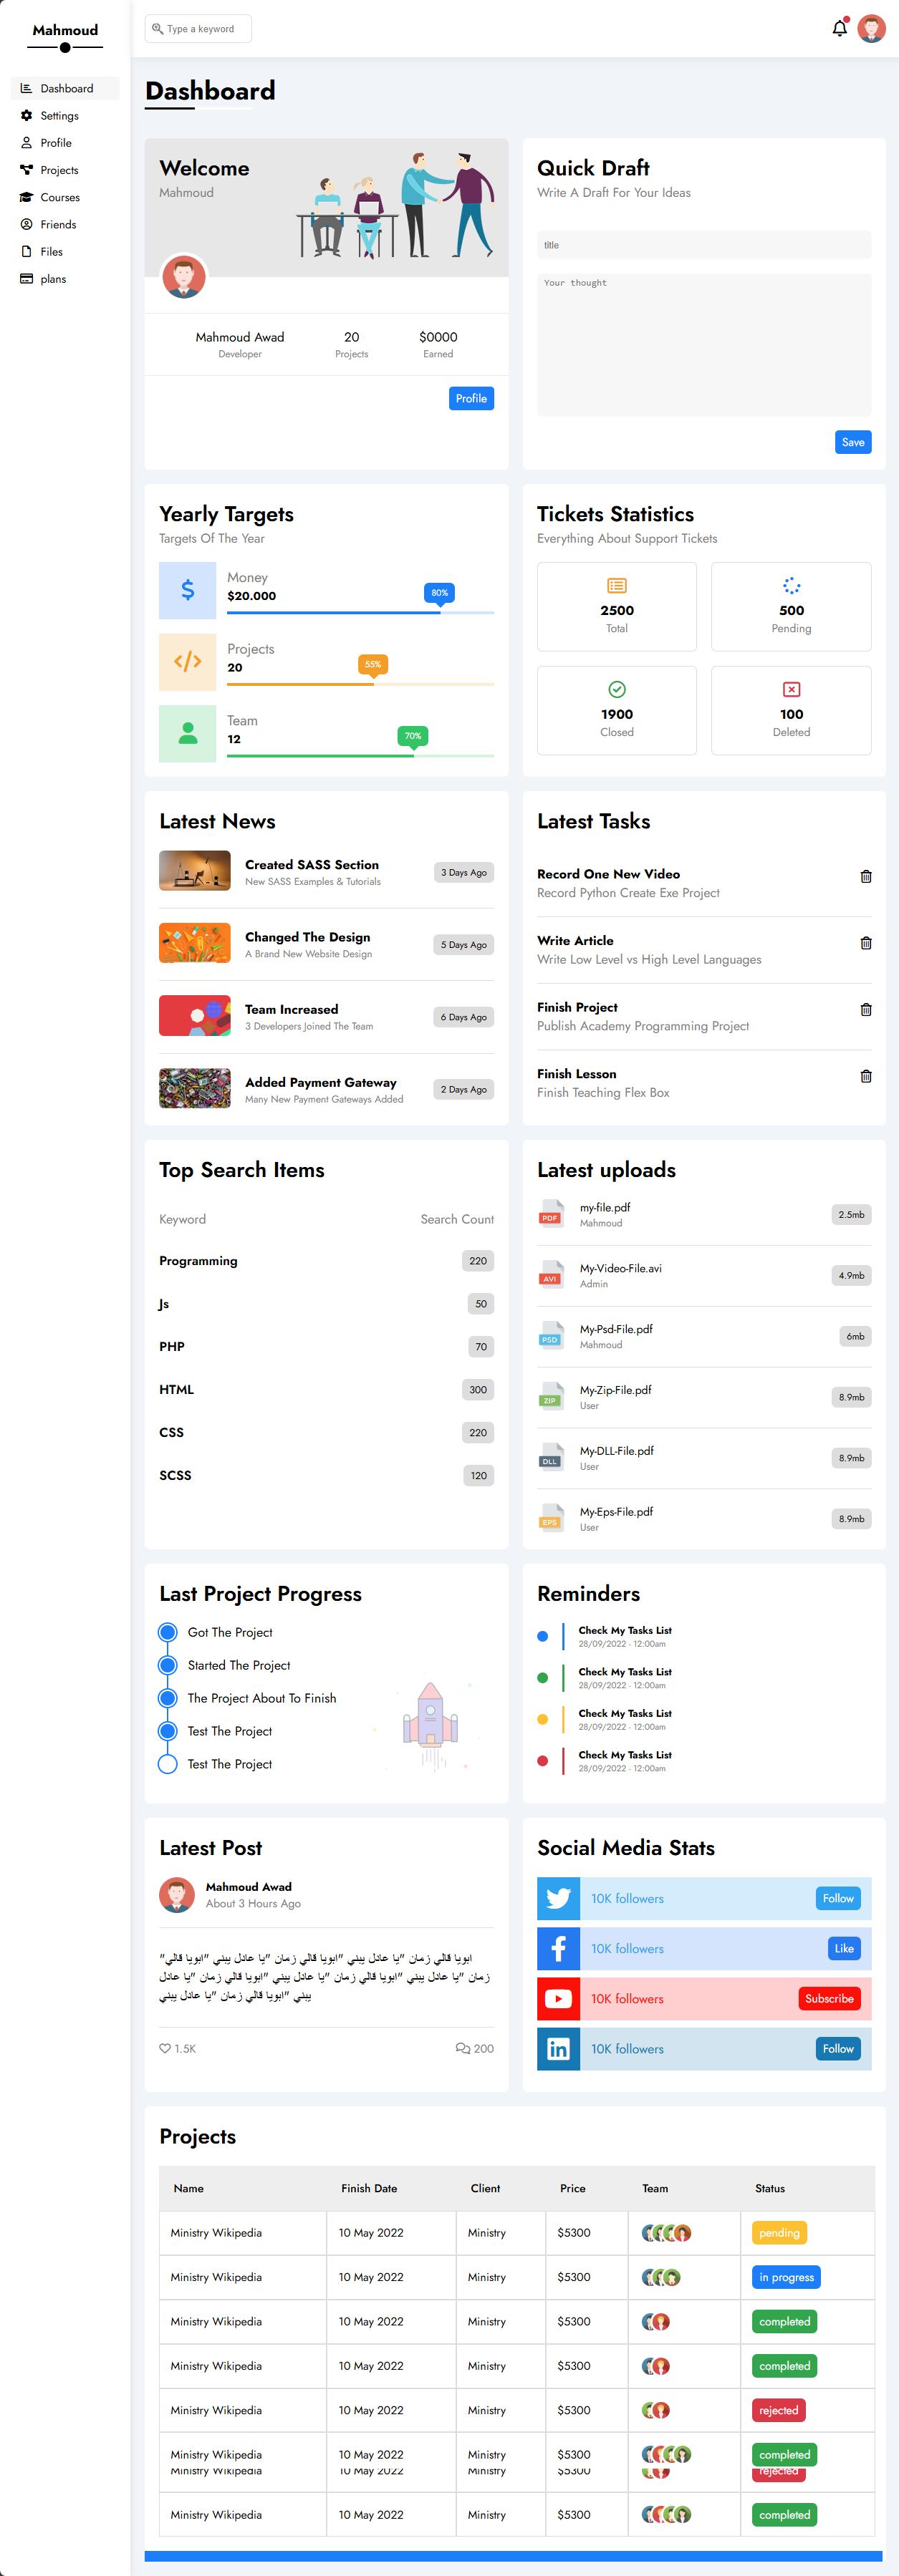 Mahmoud
Dashboard
Settings
Profile
Projects
Courses
Friends
Files
plans
Type a keyword
Dashboard
Welcome
Mahmoud
Mahmoud Awad
Developer
20
Projects
$0000
Earned
Profile
Quick Draft
Write A Draft For Your Ideas
title
Your thought
Save
Yearly Targets
Targets Of The Year
$
Money
$20.000
80%
</>
Projects
20
55%
Team
12
70%
Tickets Statistics
Everything About Support Tickets
2500
Total
500
Pending
1900
Closed
100
Deleted
Latest News
Created SASS Section
New SASS Examples & Tutorials
3 Days Ago
Changed The Design
A Brand New Website Design
5 Days Ago
Team Increased
3 Developers Joined The Team
6 Days Ago
Added Payment Gateway
Many New Payment Gateways Added
2 Days Ago
Latest Tasks
Record One New Video
Record Python Create Exe Project
Write Article
Write Low Level vs High Level Languages
Finish Project
Publish Academy Programming Project
Finish Lesson
Finish Teaching Flex Box
Top Search Items
Keyword Search Count
Programming 220
Js 50
PHP 70
HTML 300
CSS 220
SCSS 120
Latest uploads
PDF
my-file.pdf
Mahmoud
2.5mb
AVI
My-Video-File.avi
Admin
4.9mb
PSD
My-Psd-File.pdf
Mahmoud
6mb
ZIP
My-Zip-File.pdf
User
8.9mb
DLL
My-DLL-File.pdf
User
8.9mb
EPS
My-Eps-File.pdf
User
8.9mb
Last Project Progress
Got The Project
Started The Project
The Project About To Finish
Test The Project
Test The Project
Reminders
Check My Tasks List
28/09/2022 - 12:00am
Check My Tasks List
28/09/2022 - 12:00am
Check My Tasks List
28/09/2022 - 12:00am
Check My Tasks List
28/09/2022 - 12:00am
Latest Post
Mahmoud Awad
About 3 Hours Ago
ابويا قالي زمان "يا عادل يبني "ابويا قالي زمان "يا عادل يبني "ابويا قالي"
زمان "يا عادل يبني "ابويا قالي زمان "يا عادل يبني "ابويا قالي زمان "يا عادل
يبني "ابويا قالي زمان "يا عادل يبني
1.5K 200
Social Media Stats
10K followers Follow
10K followers Like
10K followers Subscribe
in 10K followers Follow
Projects
Name Finish Date Client Price Team Status
Ministry Wikipedia 10 May 2022 Ministry $5300 pending
Ministry Wikipedia 10 May 2022 Ministry $5300 in progress
Ministry Wikipedia 10 May 2022 Ministry $5300 completed
Ministry Wikipedia 10 May 2022 Ministry $5300 completed
Ministry Wikipedia 10 May 2022 Ministry $5300 rejected
Ministry Wikipedia 10 May 2022 Ministry $5300 completed
Ministry Wikipedia 10 May 2022 Ministry $5300 rejected
Ministry Wikipedia 10 May 2022 Ministry $5300 completed